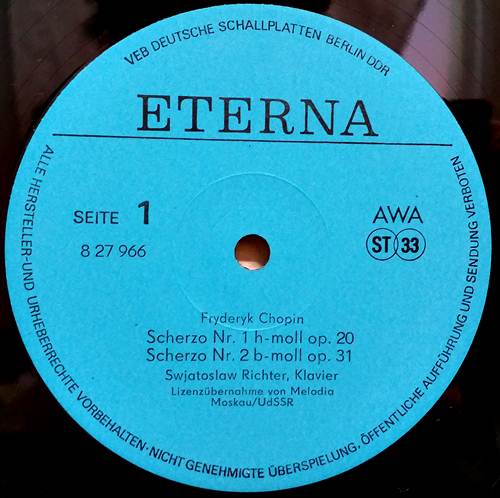 VEB DEUTSCHE SCHALLPLATTEN BERLIN DDR
ETERNA
SEITE 1
8 27 966
AWA
ST 33
Fryderyk Chopin
Scherzo Nr. 1 h-moll op. 20
Scherzo Nr. 2 b-moll op. 31
Swjatoslaw Richter, Klavier
Lizenzübernahme von Melodia
Moskau/UdSSR
ALLE HERSTELLER- UND URHEBERRECHTE VORBEHALTEN · NICHT GENEHMIGTE ÜBERSPIELUNG, ÖFFENTLICHE AUFFÜHRUNG UND SENDUNG VERBOTEN